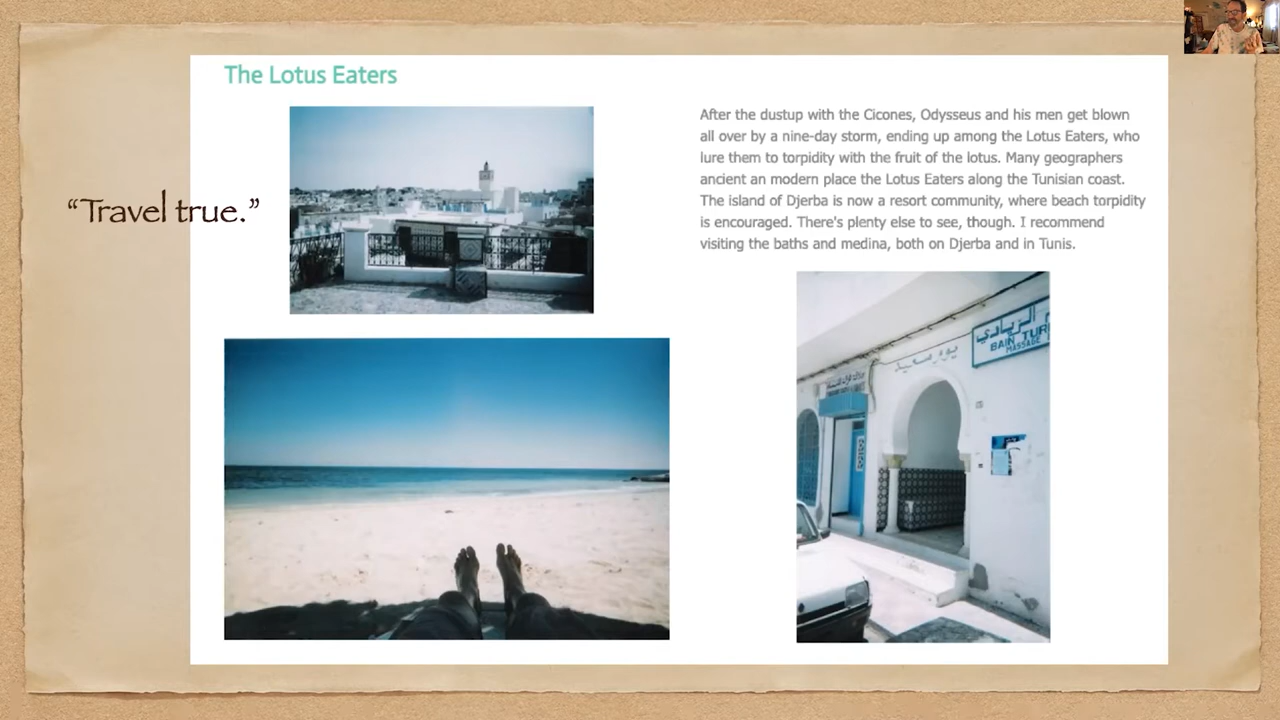 The Lotus Eaters
“Travel true.”
After the dustup with the Cicones, Odysseus and his men get blown
all over by a nine-day storm, ending up among the Lotus Eaters, who
lure them to torpidity with the fruit of the lotus. Many geographers
ancient an modern place the Lotus Eaters along the Tunisian coast.
The island of Djerba is now a resort community, where beach torpidity
is encouraged. There's plenty else to see, though. I recommend
visiting the baths and medina, both on Djerba and in Tunis.
الزيادي
BAIN TUR
MASSAGE